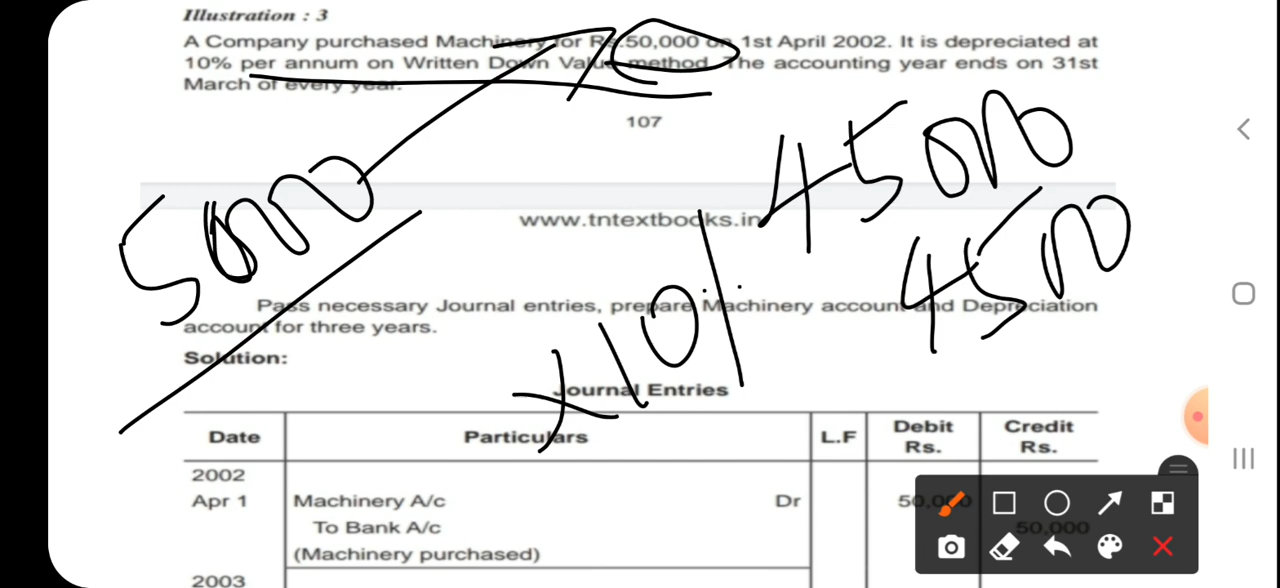 Illustration : 3
A Company purchased Machinery for Rs.50,000 on 1st April 2002. It is depreciated at
10% per annum on Written Down Value method. The accounting year ends on 31st
March of every year.
107
45000
5000
www.tntextbooks.in
4500
Pass necessary Journal entries, prepare Machinery account and Depreciation
account for three years.
x10%
Solution:
Journal Entries
Date Particulars L.F Debit Rs. Credit Rs.
2002
Apr 1 Machinery A/c Dr 50,000
To Bank A/c 50,000
(Machinery purchased)
2003